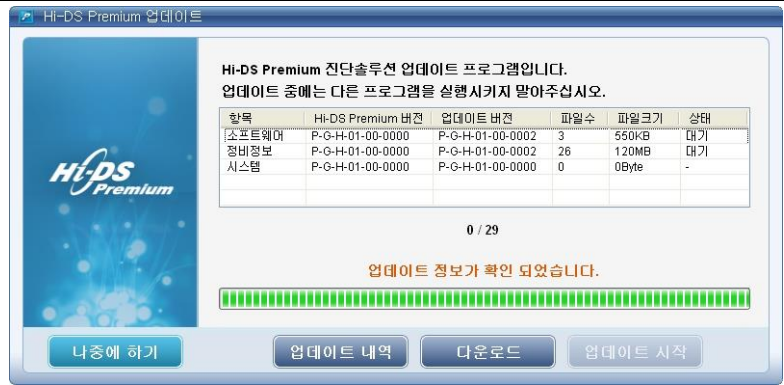 Hi-DS Premium 업데이트
Hi-DS Premium 진단솔루션 업데이트 프로그램입니다.
업데이트 중에는 다른 프로그램을 실행시키지 말아주십시오.
항목 Hi-DS Premium 버전 업데이트 버전 파일수 파일크기 상태
소프트웨어 P-G-H-01-00-0000 P-G-H-01-00-0002 3 550KB 대기
정비정보 P-G-H-01-00-0000 P-G-H-01-00-0002 26 120MB 대기
시스템 P-G-H-01-00-0000 P-G-H-01-00-0000 0 0Byte -
Hi-DS
Premium
0 / 29
업데이트 정보가 확인 되었습니다.
나중에 하기 업데이트 내역 다운로드 업데이트 시작